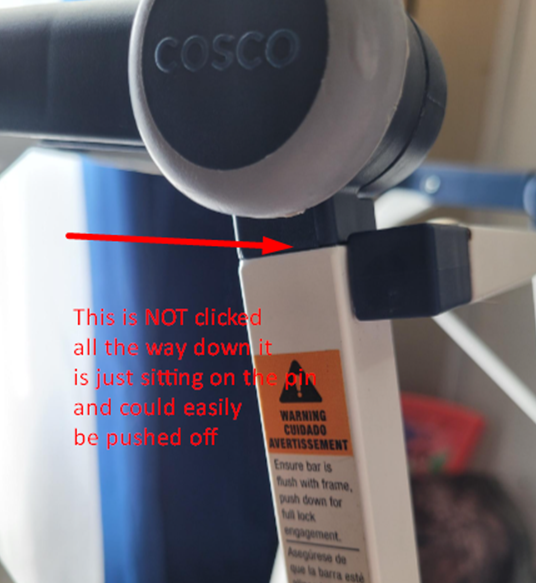 COSCO
This is NOT clicked
all the way down it
is just sitting on the pin
and could easily
be pushed off
WARNING
CUIDADO
AVERTISSEMENT
Ensure bar is
flush with frame,
push down for
full lock
engagement.
Asegúrese de
que la barra esté